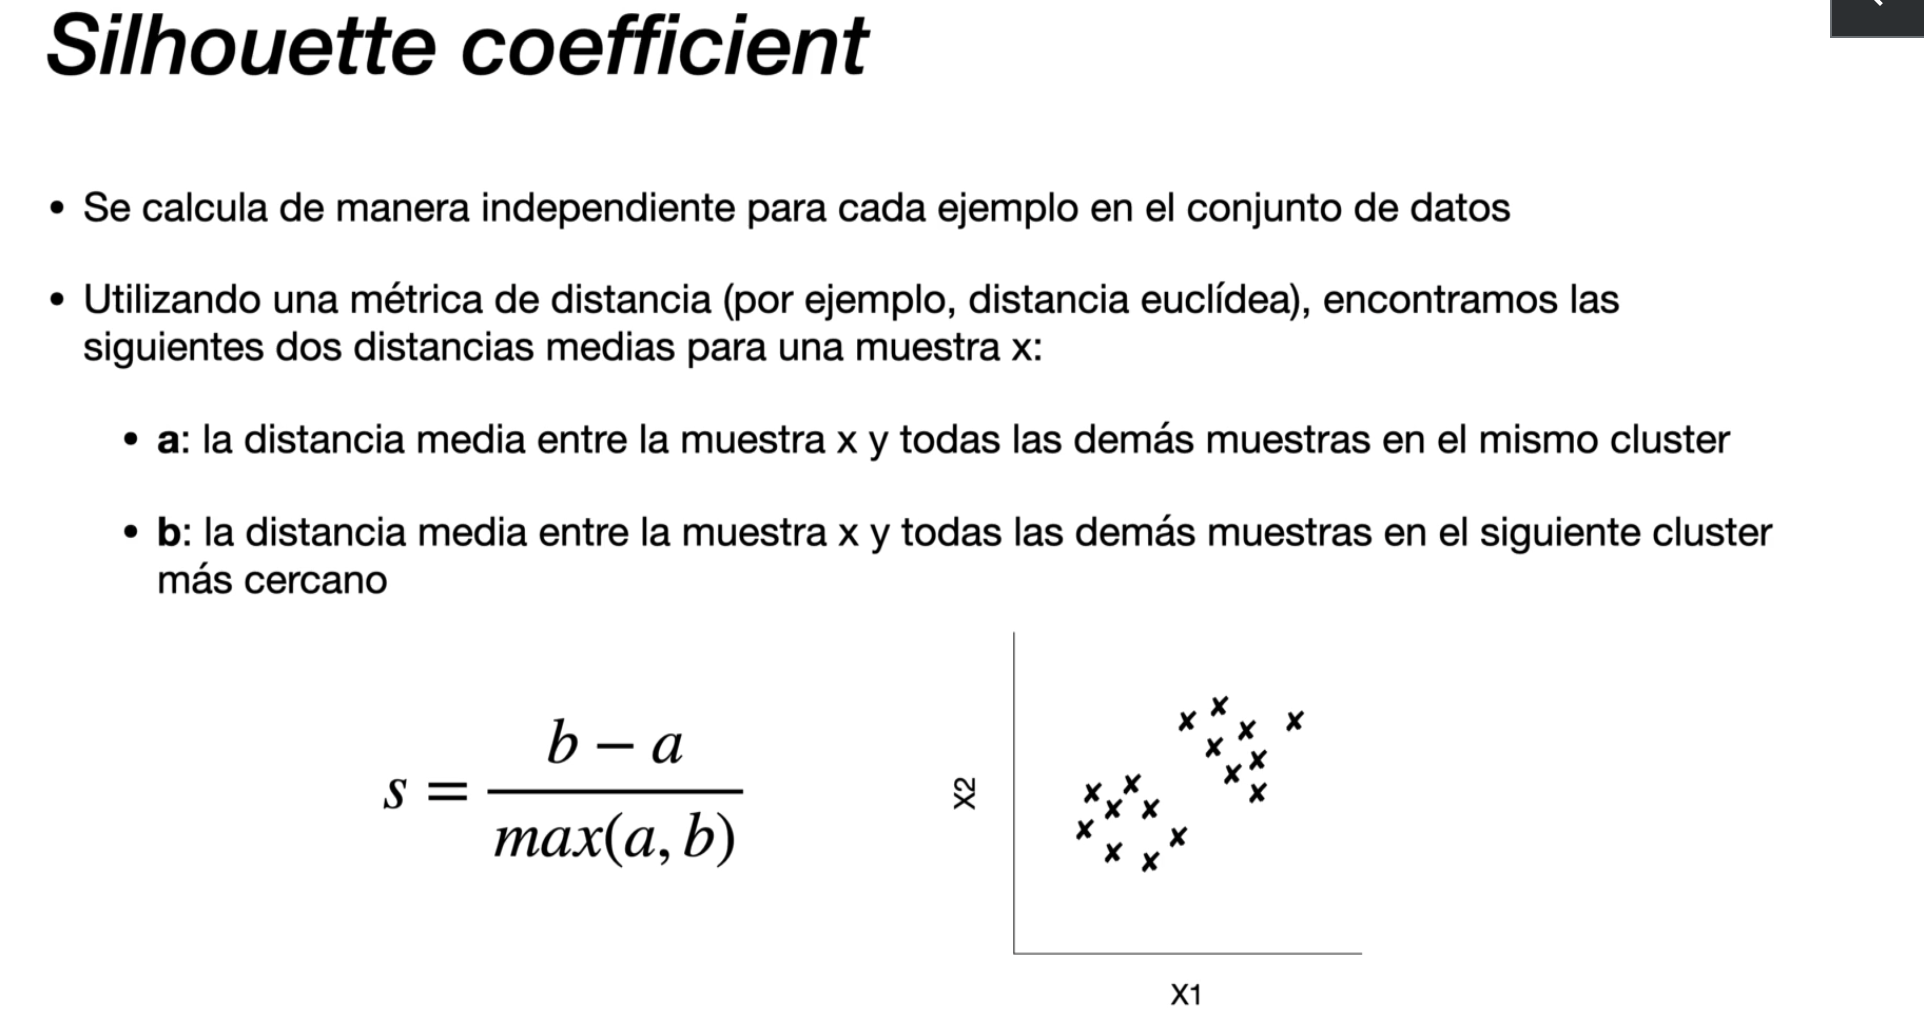 Silhouette coefficient
• Se calcula de manera independiente para cada ejemplo en el conjunto de datos
• Utilizando una métrica de distancia (por ejemplo, distancia euclídea), encontramos las
siguientes dos distancias medias para una muestra x:
• a: la distancia media entre la muestra x y todas las demás muestras en el mismo cluster
• b: la distancia media entre la muestra x y todas las demás muestras en el siguiente cluster
más cercano
s = (b − a) / max(a, b)
X2
X1